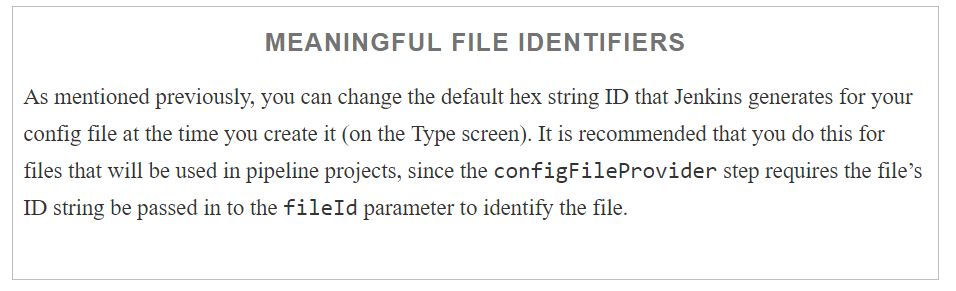 MEANINGFUL FILE IDENTIFIERS
As mentioned previously, you can change the default hex string ID that Jenkins generates for your
config file at the time you create it (on the Type screen). It is recommended that you do this for
files that will be used in pipeline projects, since the configFileProvider step requires the file’s
ID string be passed in to the fileId parameter to identify the file.